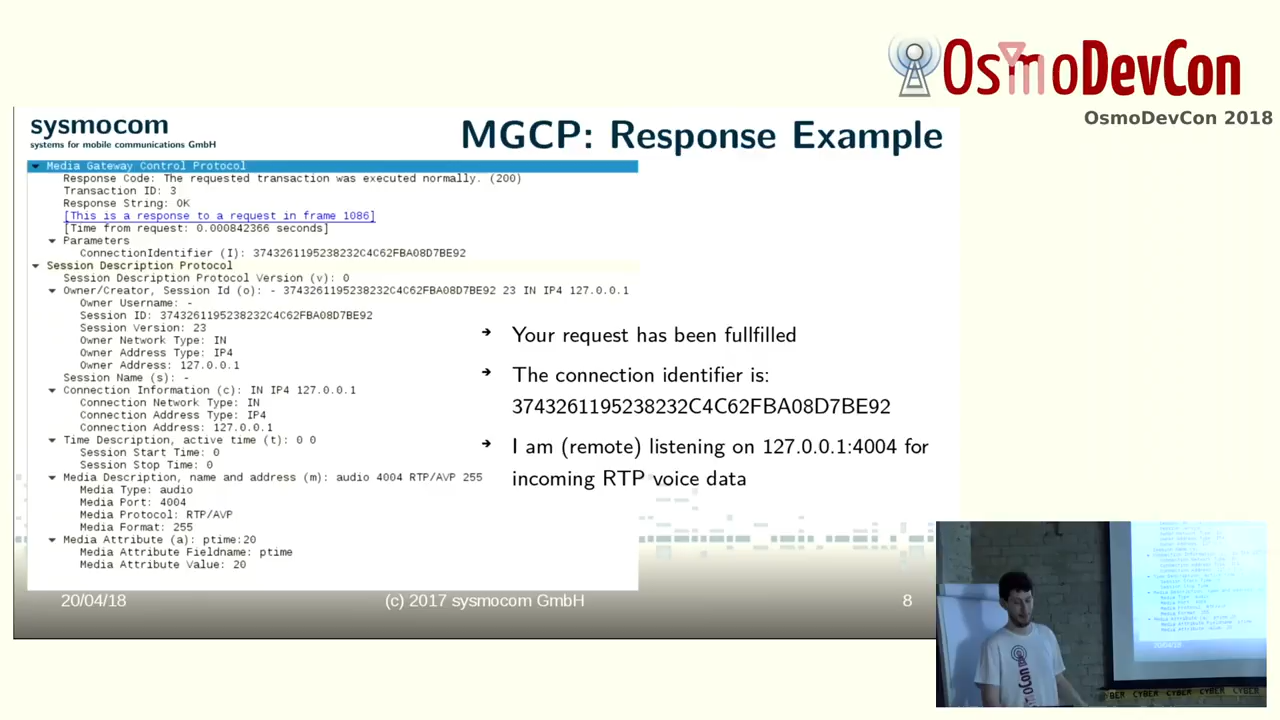 OsmoDevCon
OsmoDevCon 2018
sysmocom
systems for mobile communications GmbH
MGCP: Response Example
Media Gateway Control Protocol
Response Code: The requested transaction was executed normally. (200)
Transaction ID: 3
Response String: OK
[This is a response to a request in frame 1086]
[Time from request: 0.000842366 seconds]
Parameters
ConnectionIdentifier (I): 3743261195238232C4C62FBA08D7BE92
Session Description Protocol
Session Description Protocol Version (v): 0
Owner/Creator, Session Id (o): - 3743261195238232C4C62FBA08D7BE92 23 IN IP4 127.0.0.1
Owner Username: -
Session ID: 3743261195238232C4C62FBA08D7BE92
Session Version: 23
Owner Network Type: IN
Owner Address Type: IP4
Owner Address: 127.0.0.1
Session Name (s): -
Connection Information (c): IN IP4 127.0.0.1
Connection Network Type: IN
Connection Address Type: IP4
Connection Address: 127.0.0.1
Time Description, active time (t): 0 0
Session Start Time: 0
Session Stop Time: 0
Media Description, name and address (m): audio 4004 RTP/AVP 255
Media Type: audio
Media Port: 4004
Media Protocol: RTP/AVP
Media Format: 255
Media Attribute (a): ptime:20
Media Attribute Fieldname: ptime
Media Attribute Value: 20
➔ Your request has been fullfilled
➔ The connection identifier is:
3743261195238232C4C62FBA08D7BE92
➔ I am (remote) listening on 127.0.0.1:4004 for
incoming RTP voice data
20/04/18
(c) 2017 sysmocom GmbH
8
CYBER CYBER CYBER CYBER